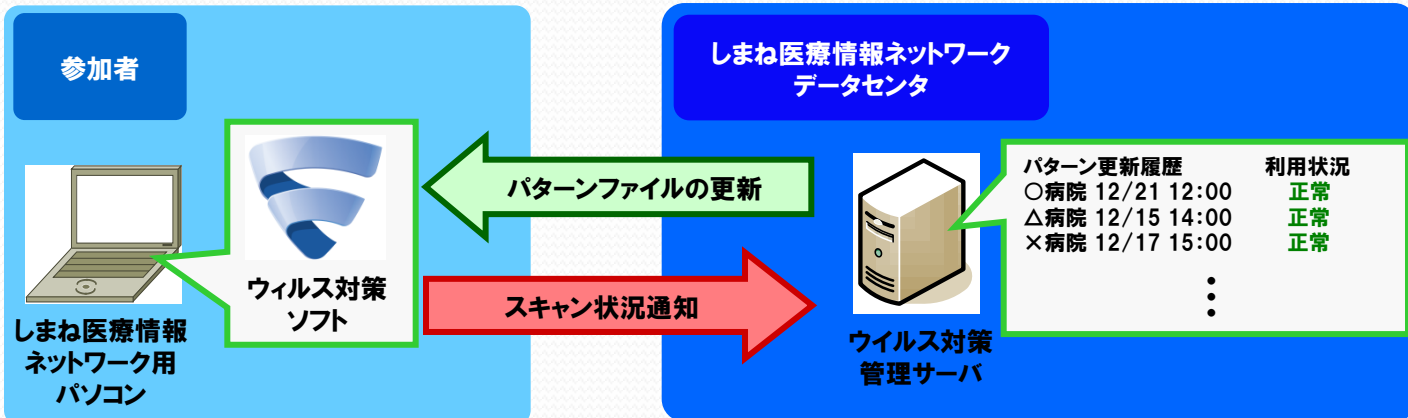 参加者
しまね医療情報
ネットワーク用
パソコン
ウィルス対策
ソフト
パターンファイルの更新
スキャン状況通知
しまね医療情報ネットワーク
データセンタ
ウイルス対策
管理サーバ
パターン更新履歴 利用状況
○病院 12/21 12:00 正常
△病院 12/15 14:00 正常
×病院 12/17 15:00 正常